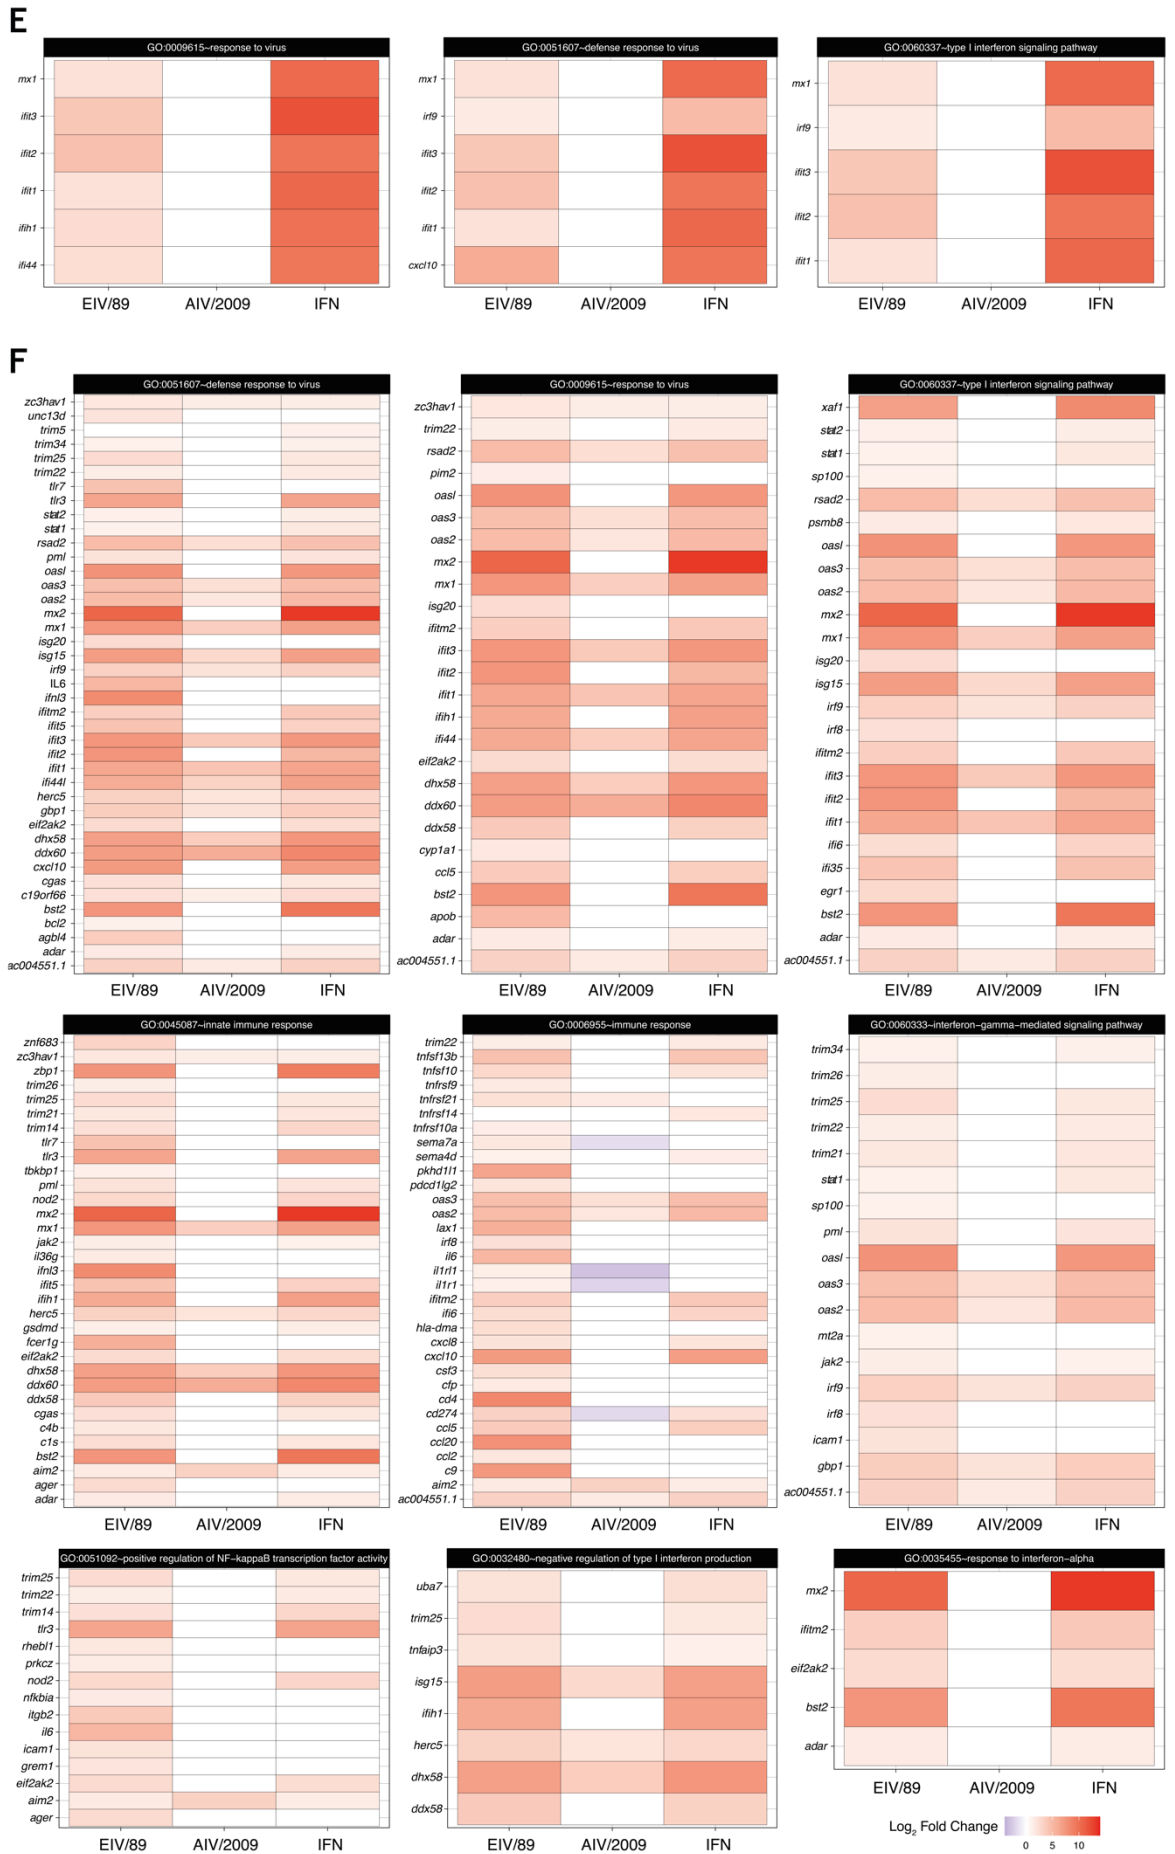 E
GO:0009615~response to virus
mx1
ifit3
ifit2
ifit1
ifih1
ifi44
EIV/89 AIV/2009 IFN
GO:0051607~defense response to virus
mx1
irf9
ifit3
ifit2
ifit1
cxcl10
EIV/89 AIV/2009 IFN
GO:0060337~type I interferon signaling pathway
mx1
irf9
ifit3
ifit2
ifit1
EIV/89 AIV/2009 IFN
F
GO:0051607~defense response to virus
zc3hav1
unc13d
trim5
trim34
trim25
trim22
tlr7
tlr3
stat2
stat1
rsad2
pml
oasl
oas3
oas2
mx2
mx1
isg20
isg15
irf9
IL6
ifnl3
ifitm2
ifit5
ifit3
ifit2
ifit1
ifi44l
herc5
gbp1
eif2ak2
dhx58
ddx60
cxcl10
cgas
c19orf66
bst2
bcl2
agbl4
adar
ac004551.1
EIV/89 AIV/2009 IFN
GO:0009615~response to virus
zc3hav1
trim22
rsad2
pim2
oasl
oas3
oas2
mx2
mx1
isg20
ifitm2
ifit3
ifit2
ifit1
ifih1
ifi44
eif2ak2
dhx58
ddx60
ddx58
cyp1a1
ccl5
bst2
apob
adar
ac004551.1
EIV/89 AIV/2009 IFN
GO:0060337~type I interferon signaling pathway
xaf1
stat2
stat1
sp100
rsad2
psmb8
oasl
oas3
oas2
mx2
mx1
isg20
isg15
irf9
irf8
ifitm2
ifit3
ifit2
ifit1
ifi6
ifi35
egr1
bst2
adar
ac004551.1
EIV/89 AIV/2009 IFN
GO:0045087~innate immune response
znf683
zc3hav1
zbp1
trim26
trim25
trim21
trim14
tlr7
tlr3
tbkbp1
pml
nod2
mx2
mx1
jak2
il36g
ifnl3
ifit5
ifih1
herc5
gsdmd
fcer1g
eif2ak2
dhx58
ddx60
ddx58
cgas
c4b
c1s
bst2
aim2
ager
adar
EIV/89 AIV/2009 IFN
GO:0006955~immune response
trim22
tnfsf13b
tnfsf10
tnfrsf9
tnfrsf21
tnfrsf14
tnfrsf10a
sema7a
sema4d
pkhd1l1
pdcd1lg2
oas3
oas2
lax1
irf8
il6
il1rl1
il1r1
ifitm2
ifi6
hla-dma
cxcl8
cxcl10
csf3
cfp
cd4
cd274
ccl5
ccl20
ccl2
c9
aim2
ac004551.1
EIV/89 AIV/2009 IFN
GO:0060333~interferon-gamma-mediated signaling pathway
trim34
trim26
trim25
trim22
trim21
stat1
sp100
pml
oasl
oas3
oas2
mt2a
jak2
irf9
irf8
icam1
gbp1
ac004551.1
EIV/89 AIV/2009 IFN
GO:0051092~positive regulation of NF-kappaB transcription factor activity
trim25
trim22
trim14
tlr3
rhebl1
prkcz
nod2
nfkbia
itgb2
il6
icam1
grem1
eif2ak2
aim2
ager
EIV/89 AIV/2009 IFN
GO:0032480~negative regulation of type I interferon production
uba7
trim25
tnfaip3
isg15
ifih1
herc5
dhx58
ddx58
EIV/89 AIV/2009 IFN
GO:0035455~response to interferon-alpha
mx2
ifitm2
eif2ak2
bst2
adar
EIV/89 AIV/2009 IFN
Log2 Fold Change
0 5 10